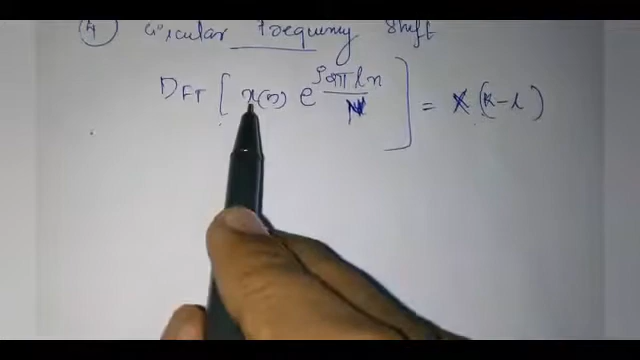 4 Circular frequency Shift
DFT [ x(n) e^(j2πln/N) ] = X(k-l)